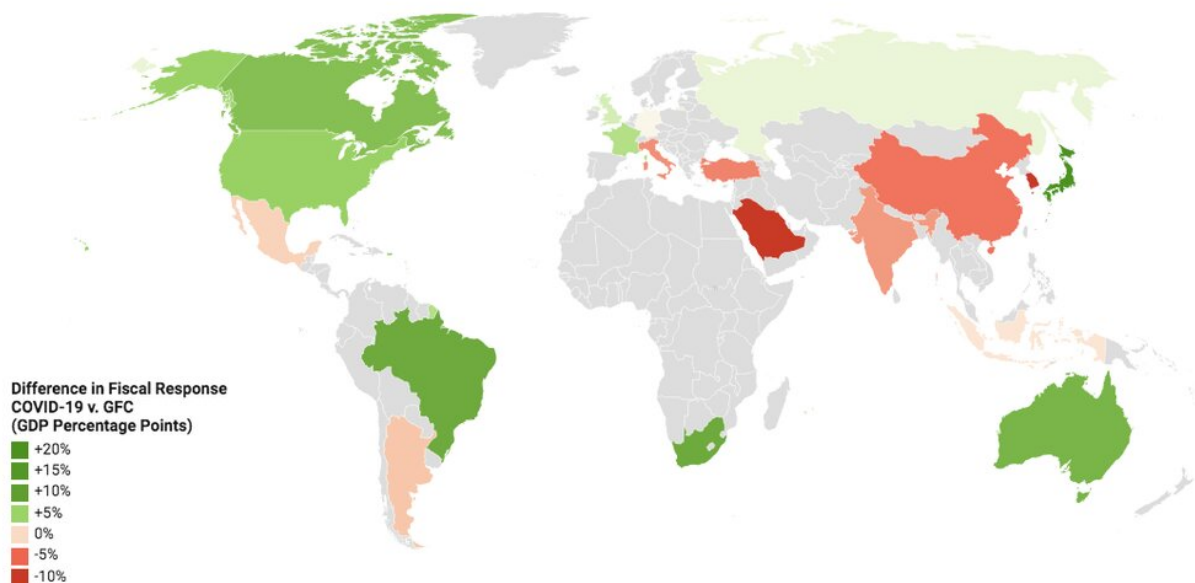 Difference in Fiscal Response
COVID-19 v. GFC
(GDP Percentage Points)
+20%
+15%
+10%
+5%
0%
-5%
-10%